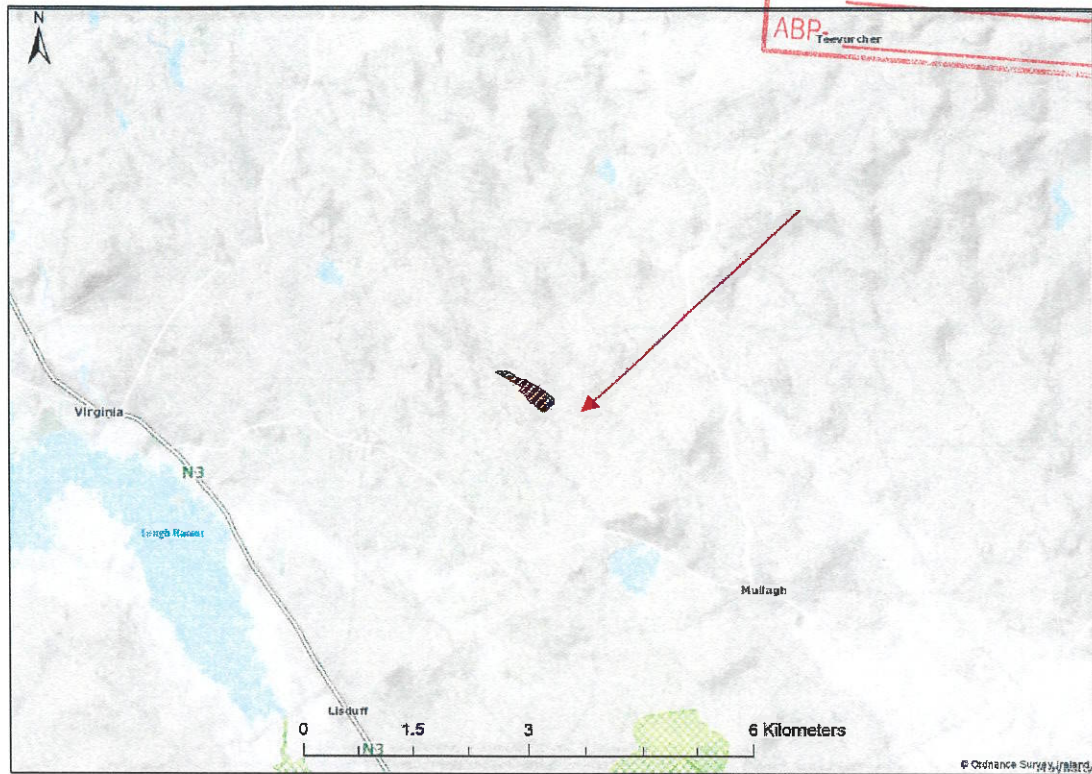 N
ABP-
Teevurcher
Virginia
N3
Lough Ramor
Mullagh
Lisduff
0 1.5 3 6 Kilometers
N3
© Ordnance Survey Ireland